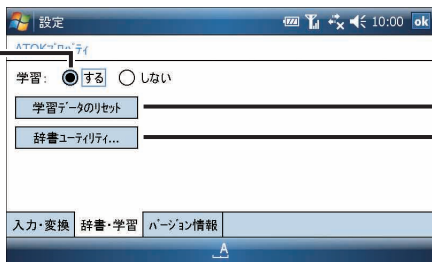 設定 10:00 ok
ATOKプロパティ
学習: する しない
学習データのリセット
辞書ユーティリティ...
入力・変換 辞書・学習 バージョン情報
A